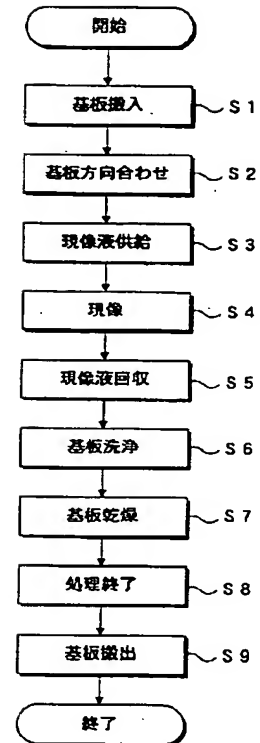 開始
基板搬入 S1
基板方向合わせ S2
現像液供給 S3
現像 S4
現像液回収 S5
基板洗浄 S6
基板乾燥 S7
処理終了 S8
基板搬出 S9
終了